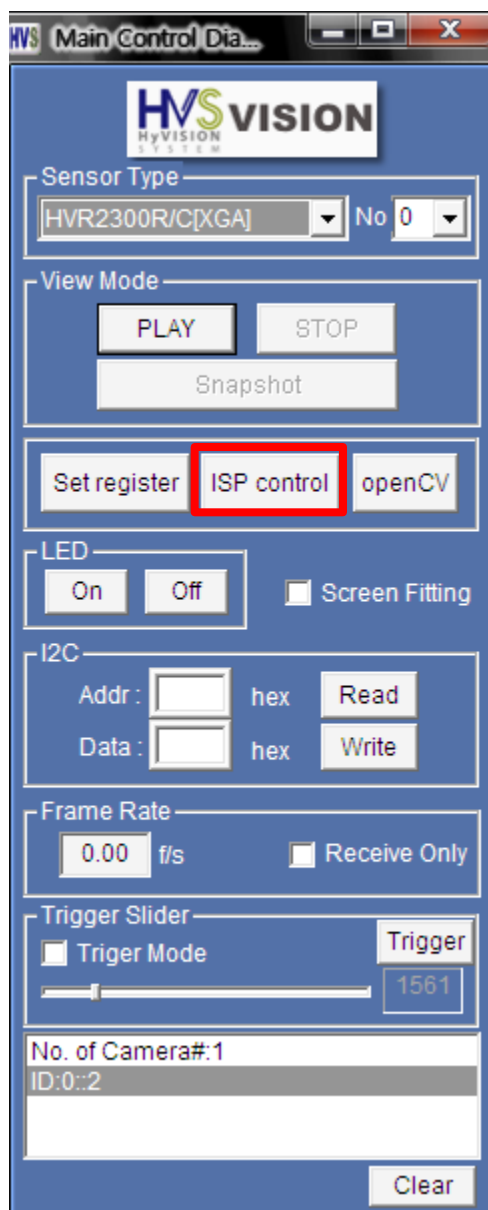 HVS Main Control Dia...
HVS VISION
HyVISION
SYSTEM
Sensor Type
HVR2300R/C[XGA] No 0
View Mode
PLAY STOP
Snapshot
Set register ISP control openCV
LED
On Off Screen Fitting
I2C
Addr : hex Read
Data : hex Write
Frame Rate
0.00 f/s Receive Only
Trigger Slider
Triger Mode Trigger
1561
No. of Camera#:1
ID:0::2
Clear